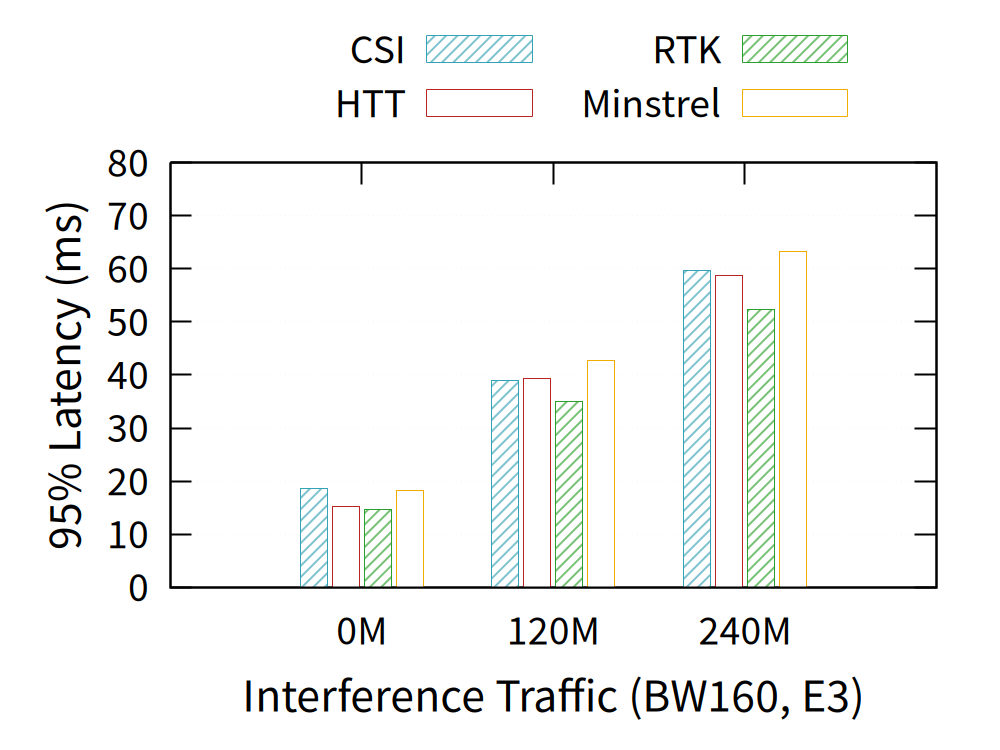 CSI RTK
HTT Minstrel
80
70
60
50
40
30
20
10
0
95% Latency (ms)
0M 120M 240M
Interference Traffic (BW160, E3)